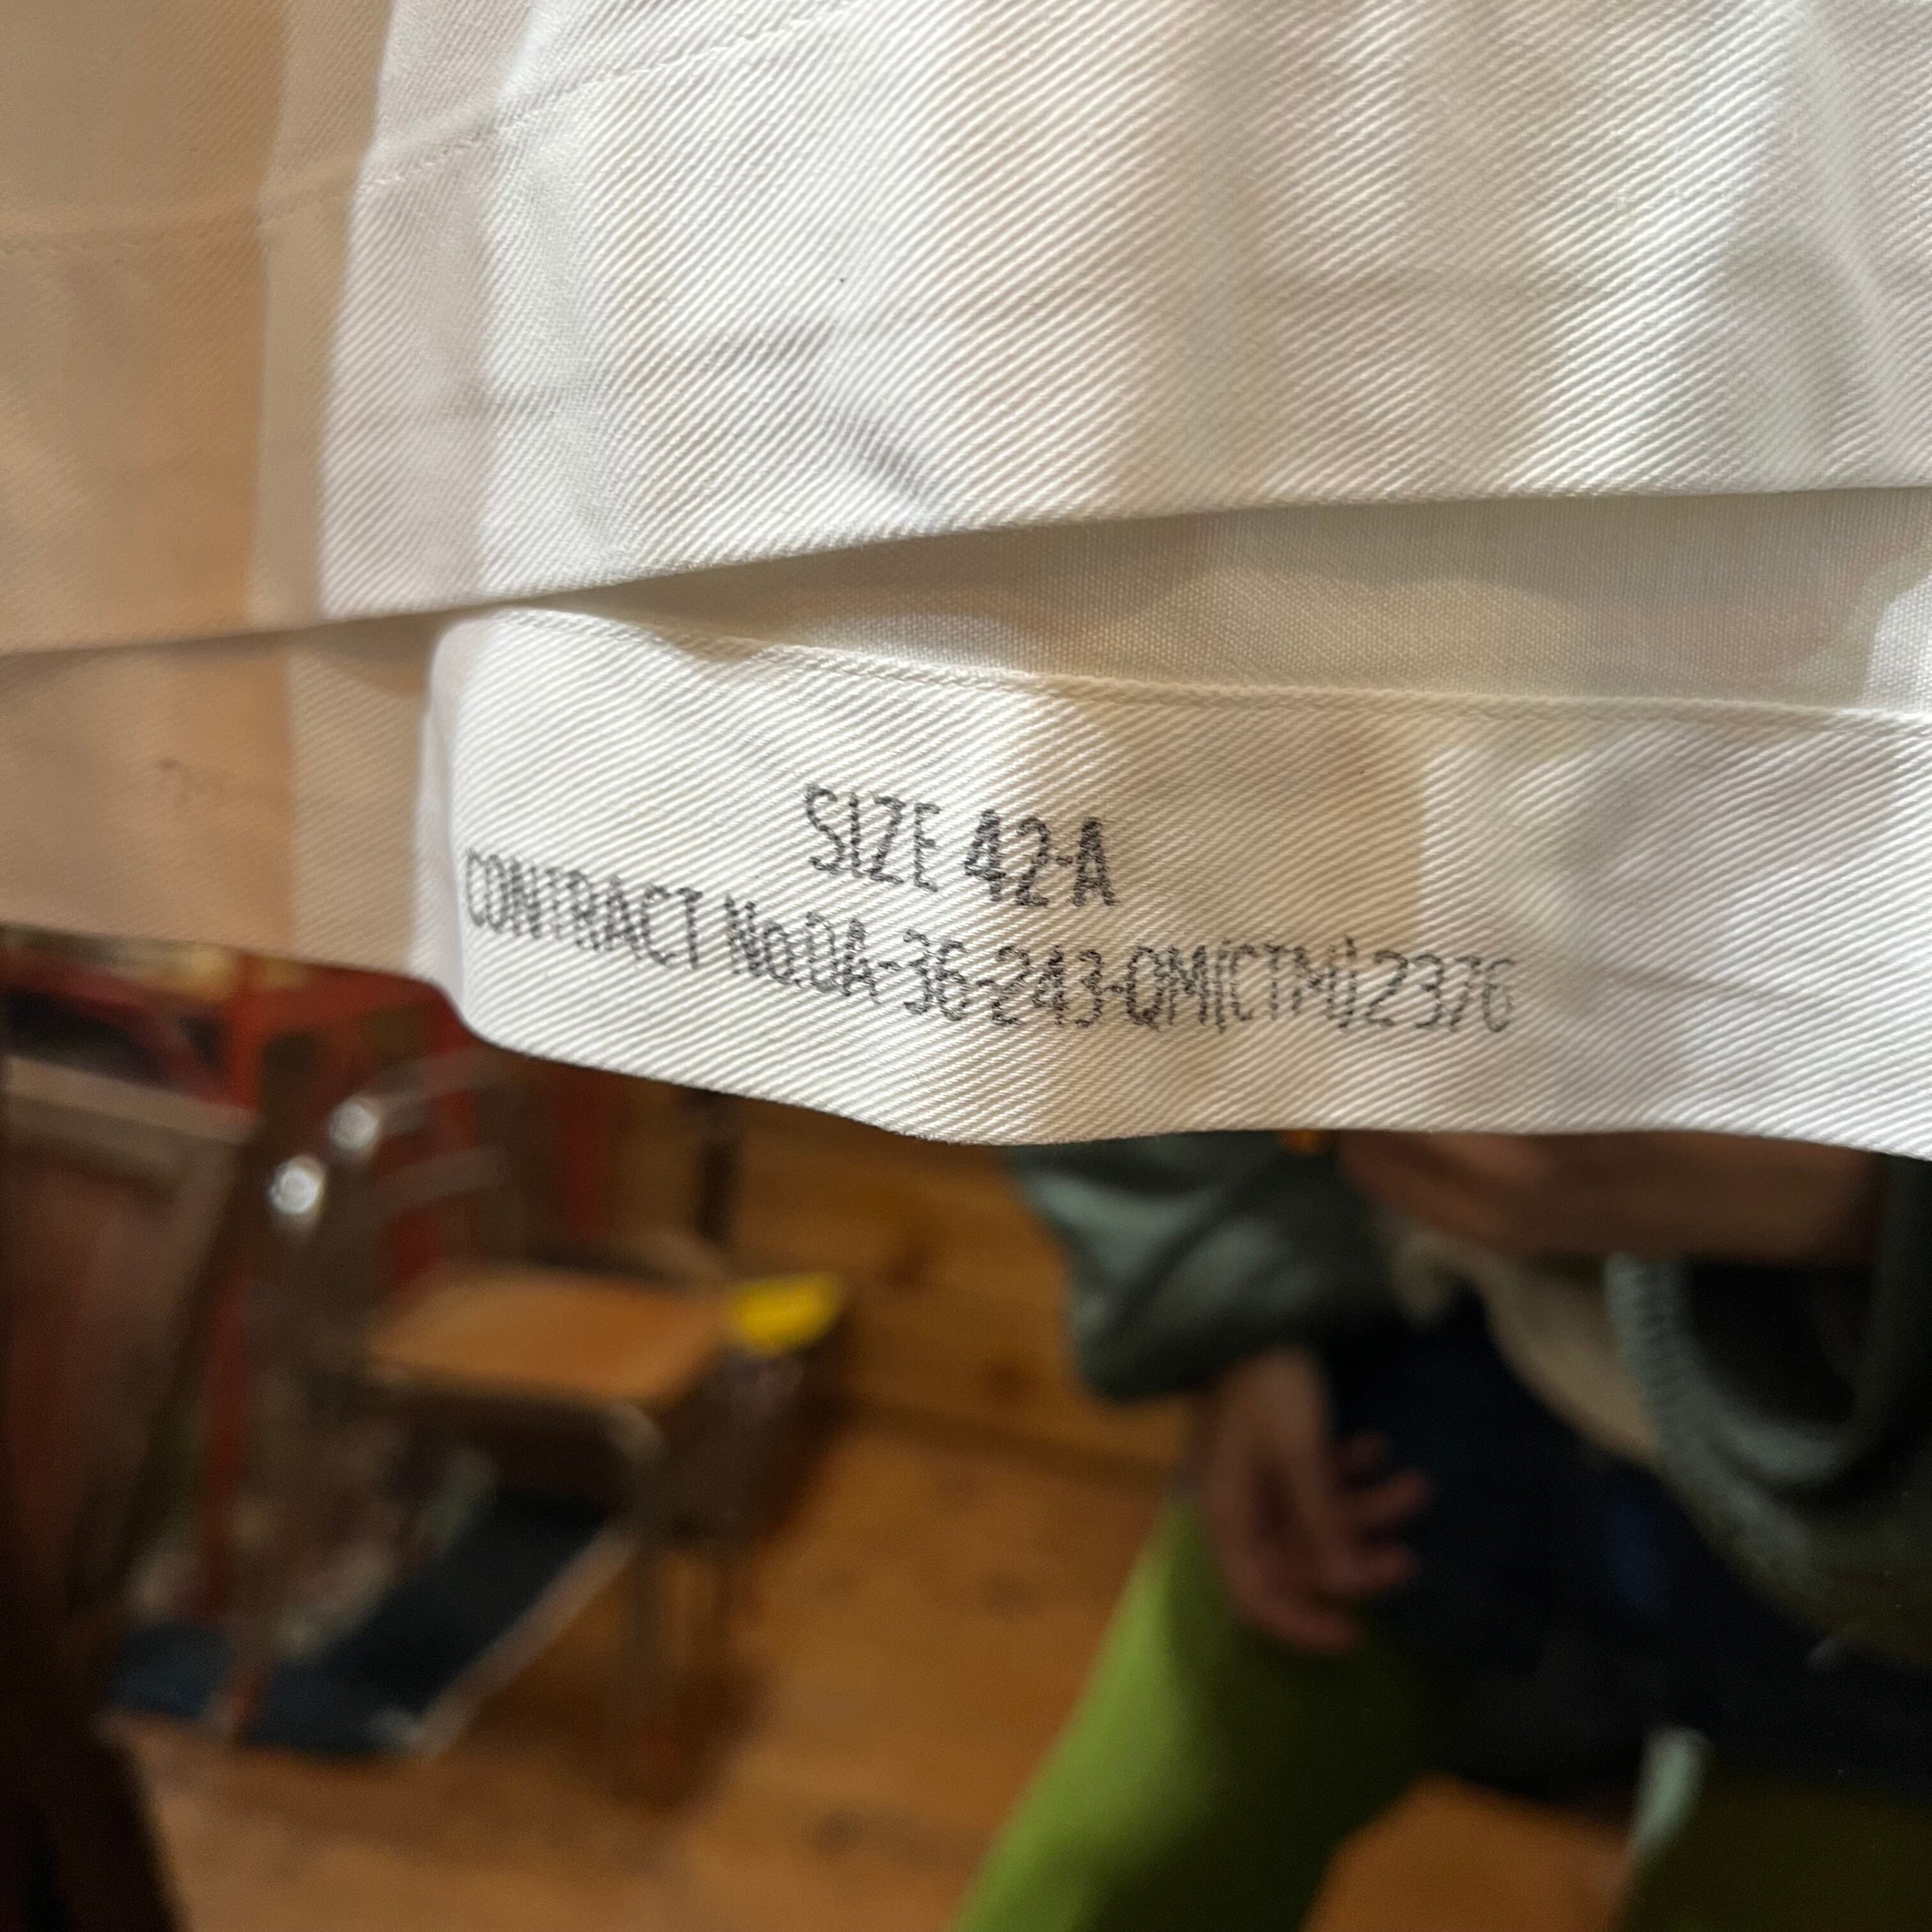 SIZE 42-A
CONTRACT No.DA-36-243-QM(CTM)2376